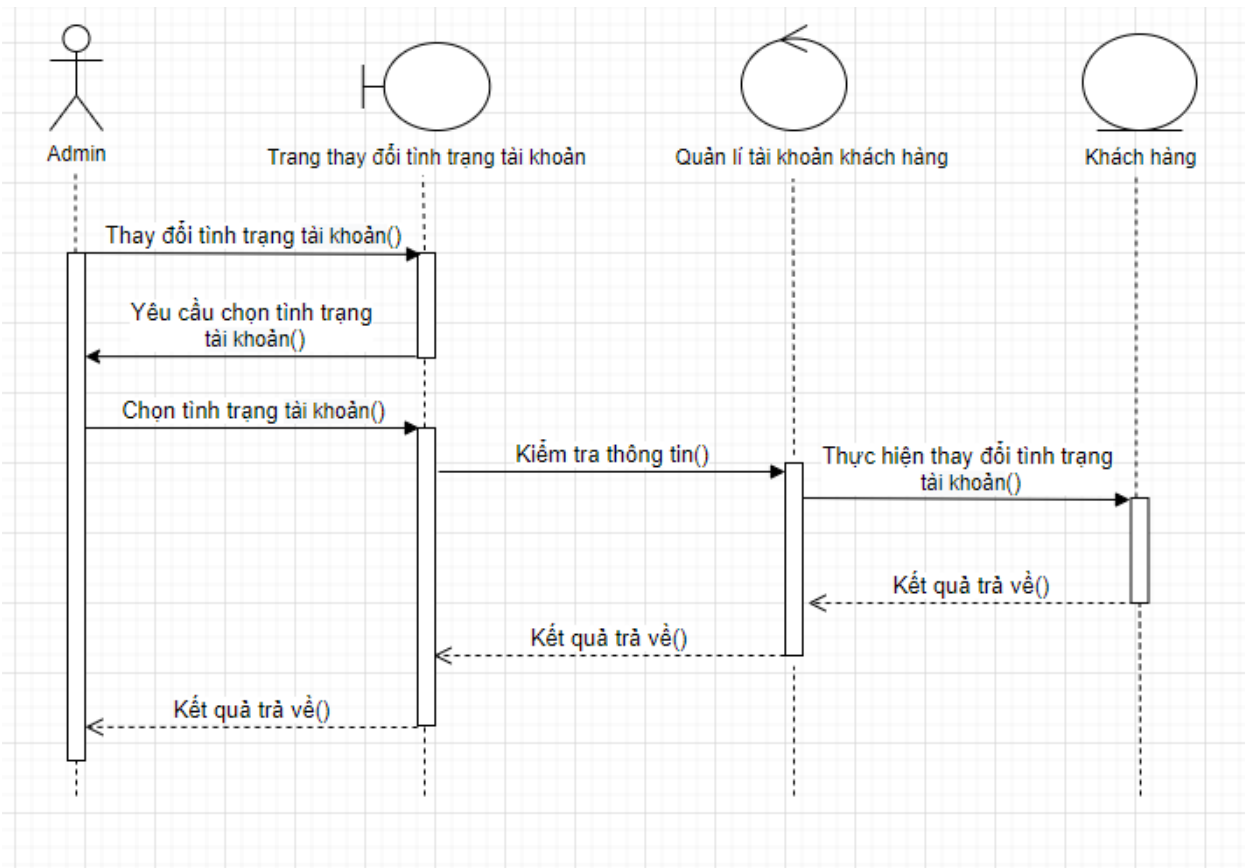 Admin
Trang thay đổi tình trạng tài khoản
Quản lí tài khoản khách hàng
Khách hàng
Thay đổi tình trạng tài khoản()
Yêu cầu chọn tình trạng
tài khoản()
Chọn tình trạng tài khoản()
Kiểm tra thông tin()
Thực hiện thay đổi tình trạng
tài khoản()
Kết quả trả về()
Kết quả trả về()
Kết quả trả về()